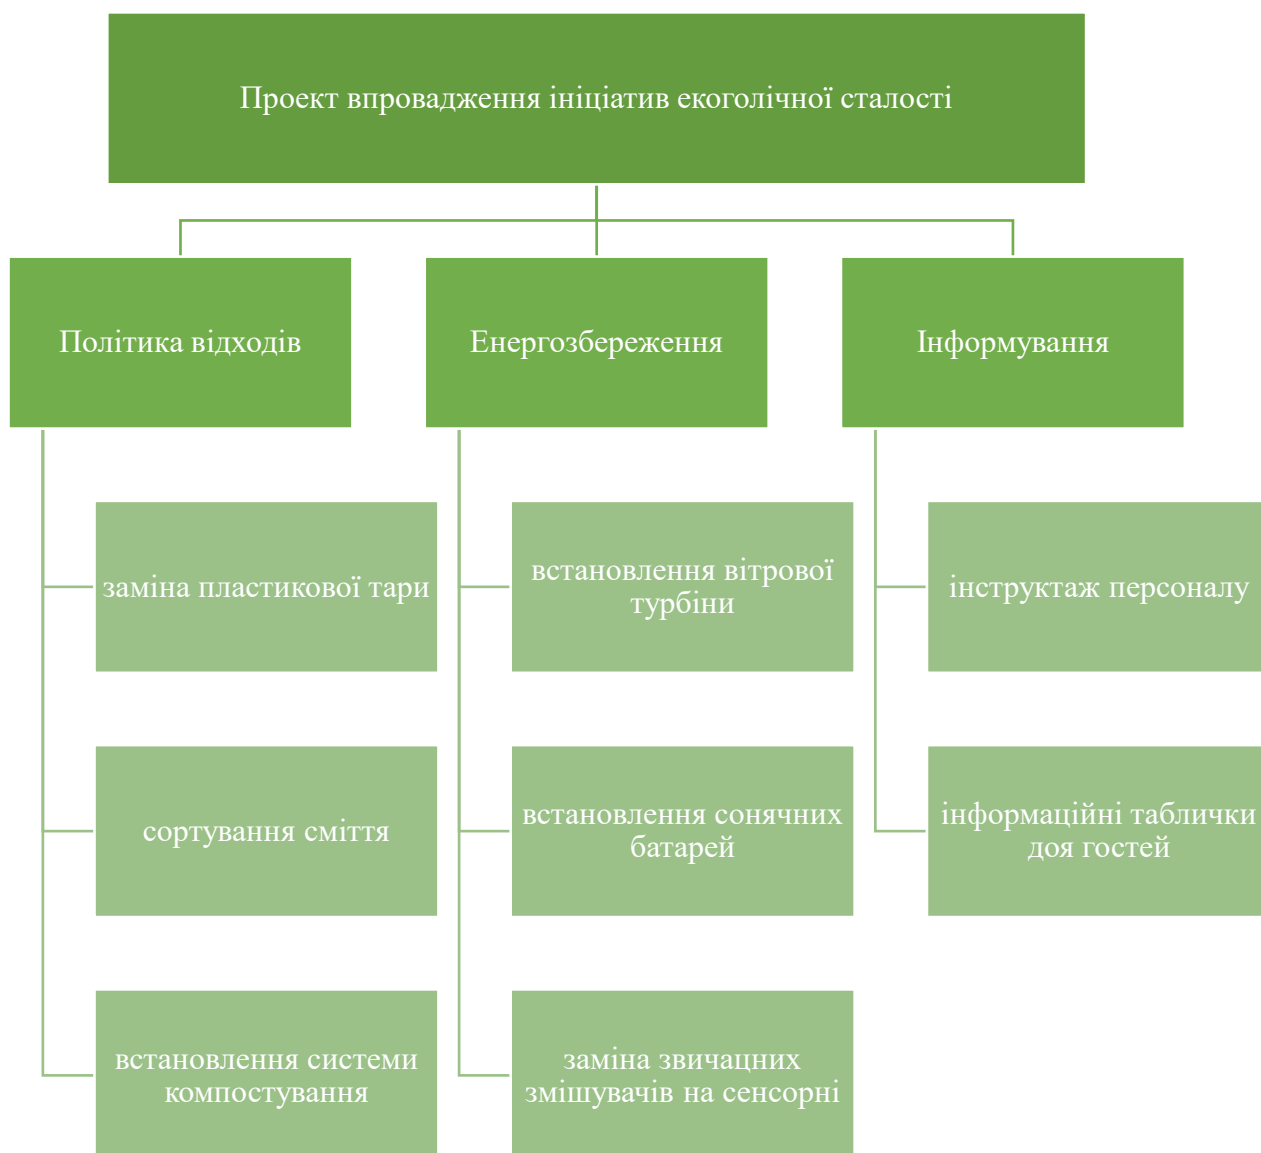 Проект впровадження ініціатив екоголічної сталості
Політика відходів
заміна пластикової тари
сортування сміття
встановлення системи
компостування
Енергозбереження
встановлення вітрової
турбіни
встановлення сонячних
батарей
заміна звичацних
змішувачів на сенсорні
Інформування
інструктаж персоналу
інформаційні таблички
доя гостей